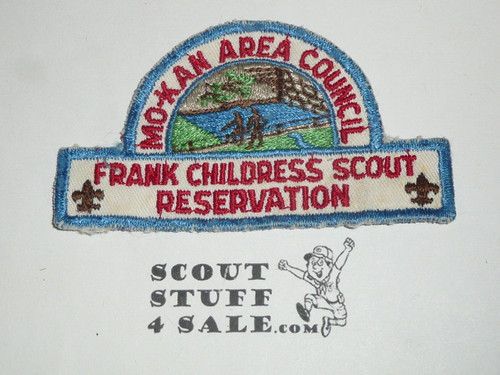 MO-KAN AREA COUNCIL
FRANK CHILDRESS SCOUT
RESERVATION
SCOUT
STUFF
4 SALE.COM